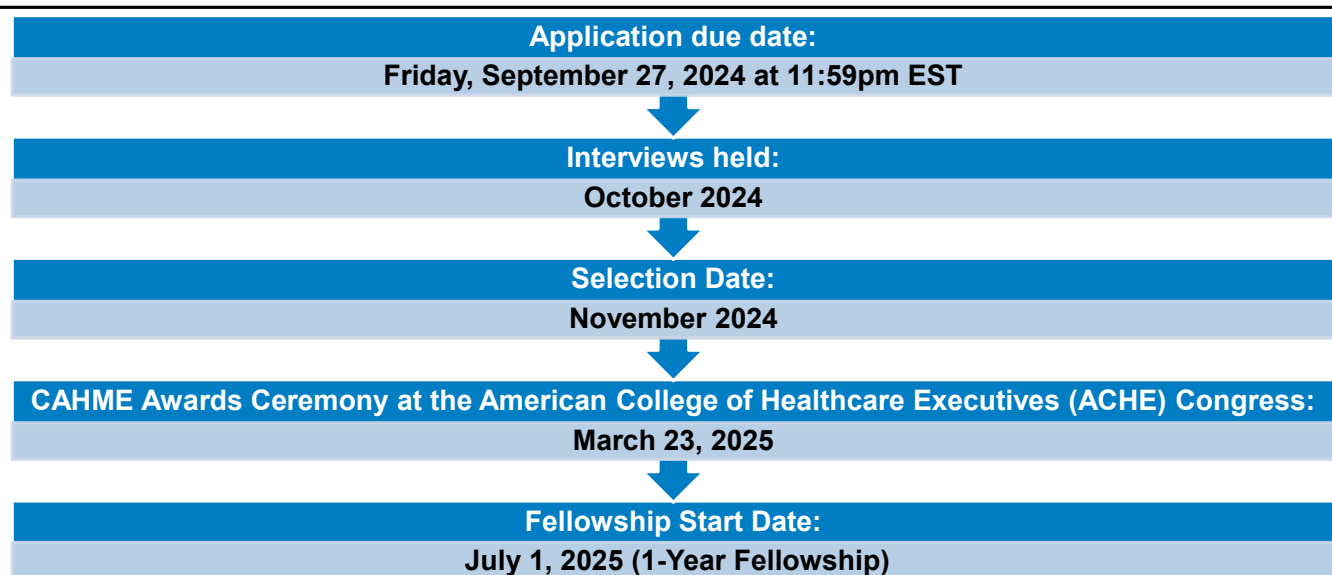 Application due date:
Friday, September 27, 2024 at 11:59pm EST
Interviews held:
October 2024
Selection Date:
November 2024
CAHME Awards Ceremony at the American College of Healthcare Executives (ACHE) Congress:
March 23, 2025
Fellowship Start Date:
July 1, 2025 (1-Year Fellowship)